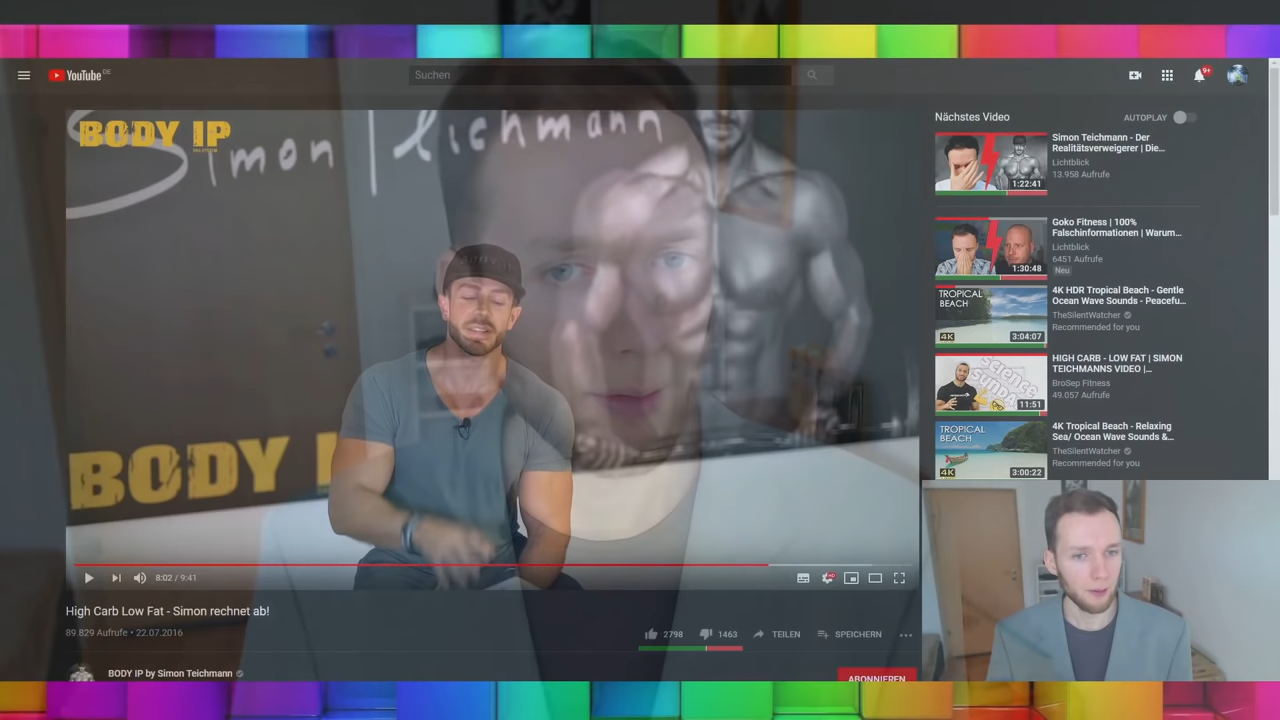 YouTube DE
Suchen
9+
Simon Teichmann
BODY IP
BODY I
8:02 / 9:41
HD
High Carb Low Fat - Simon rechnet ab!
89.829 Aufrufe • 22.07.2016
2798
1463
TEILEN
SPEICHERN
BODY IP by Simon Teichmann
ABONNIEREN
Nächstes Video
AUTOPLAY
Simon Teichmann - Der
Realitätsverweigerer | Die...
Lichtblick
13.958 Aufrufe
1:22:41
Goko Fitness | 100%
Falschinformationen | Warum...
Lichtblick
6451 Aufrufe
Neu
1:30:48
4K HDR Tropical Beach - Gentle
Ocean Wave Sounds - Peacefu...
TheSilentWatcher
Recommended for you
TROPICAL
BEACH
4K
3:04:07
HIGH CARB - LOW FAT | SIMON
TEICHMANNS VIDEO |...
BroSep Fitness
49.057 Aufrufe
SCIENCE
SUNDAY
11:51
4K Tropical Beach - Relaxing
Sea/ Ocean Wave Sounds &...
TheSilentWatcher
Recommended for you
TROPICAL
BEACH
4K
3:00:22